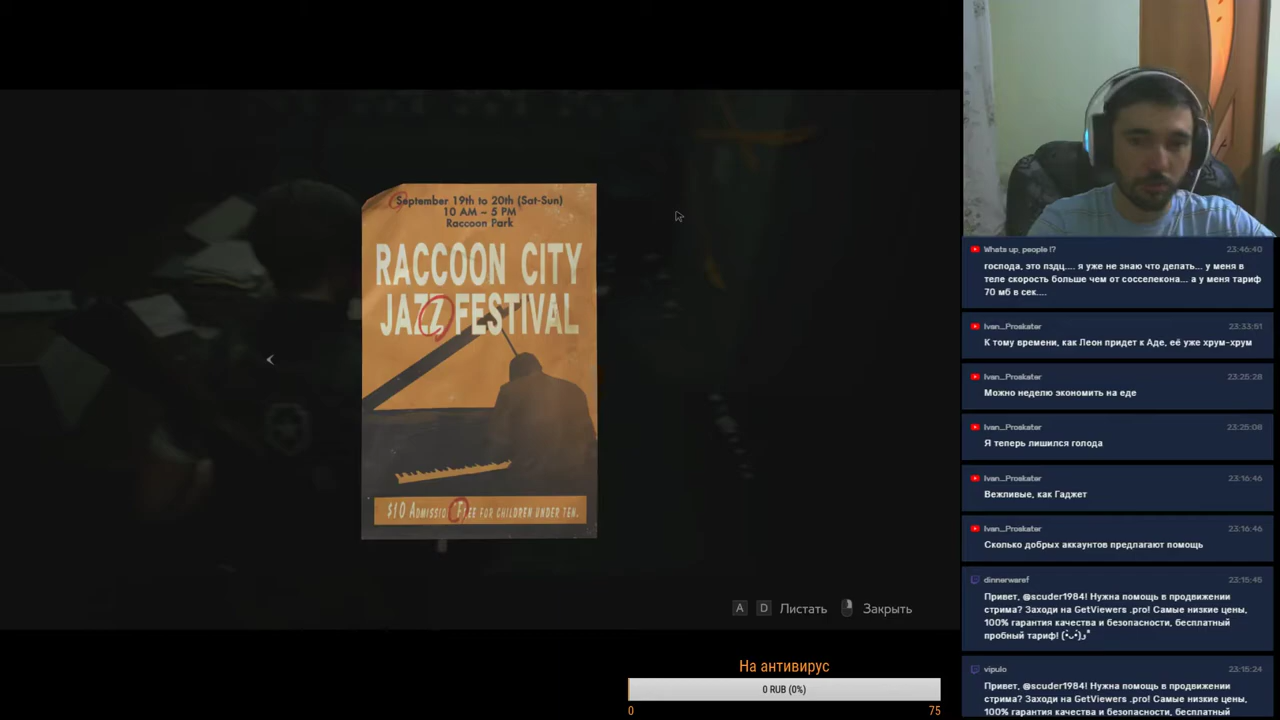 September 19th to 20th (Sat-Sun)
10 AM – 5 PM
Raccoon Park
RACCOON CITY
JAZZ FESTIVAL
$10 Admission Free for children under ten.
A D Листать Закрыть
На антивирус
0 RUB (0%)
0 75
Whats up, people !? 23:46:40
господа, это пздц.... я уже не знаю что делать... у меня в
теле скорость больше чем от сосселекона... а у меня тариф
70 мб в сек....
Ivan_Proskater 23:33:51
К тому времени, как Леон придет к Аде, её уже хрум-хрум
Ivan_Proskater 23:25:28
Можно неделю экономить на еде
Ivan_Proskater 23:25:08
Я теперь лишился голода
Ivan_Proskater 23:16:46
Вежливые, как Гаджет
Ivan_Proskater 23:16:46
Сколько добрых аккаунтов предлагают помощь
dinnerwaref 23:15:45
Привет, @scuder1984! Нужна помощь в продвижении
стрима? Заходи на GetViewers .pro! Самые низкие цены,
100% гарантия качества и безопасности, бесплатный
пробный тариф!
vipulo 23:15:24
Привет, @scuder1984! Нужна помощь в продвижении
стрима? Заходи на GetViewers .pro! Самые низкие цены,
100% гарантия качества и безопасности, бесплатный